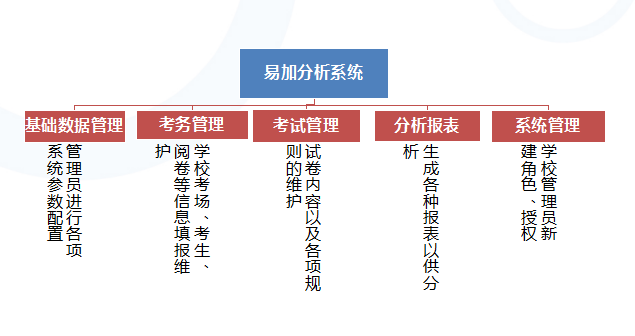 易加分析系统
基础数据管理
考务管理
考试管理
分析报表
系统管理
管理员进行各项
系统参数配置
学校考场、考生、
阅卷等信息填报维
护
试卷内容以及各项规
则的维护
生成各种报表以供分
析
学校管理员新
建角色、授权